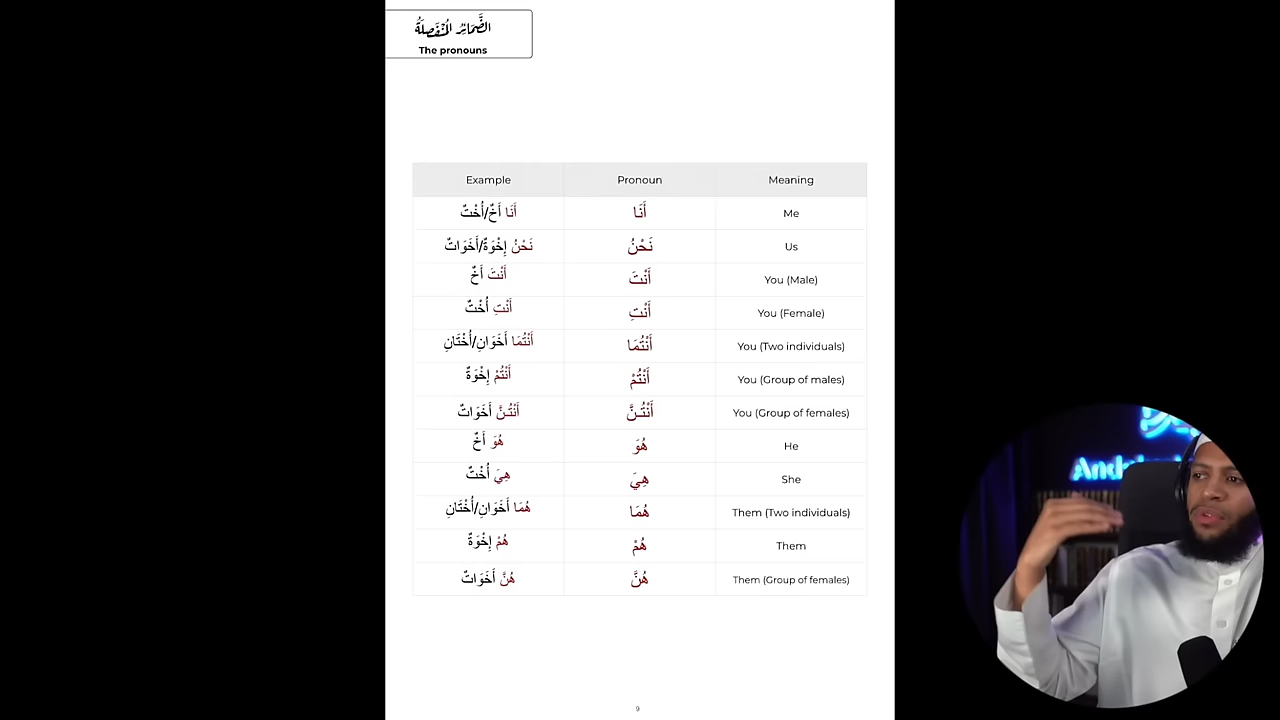 الضَّمَائِرُ الْمُنْفَصِلَةُ
The pronouns
Example Pronoun Meaning
أَنَا أَخٌ/أُخْتٌ أَنَا Me
نَحْنُ إِخْوَةٌ/أَخَوَاتٌ نَحْنُ Us
أَنْتَ أَخٌ أَنْتَ You (Male)
أَنْتِ أُخْتٌ أَنْتِ You (Female)
أَنْتُمَا أَخَوَانِ/أُخْتَانِ أَنْتُمَا You (Two individuals)
أَنْتُمْ إِخْوَةٌ أَنْتُمْ You (Group of males)
أَنْتُنَّ أَخَوَاتٌ أَنْتُنَّ You (Group of females)
هُوَ أَخٌ هُوَ He
هِيَ أُخْتٌ هِيَ She
هُمَا أَخَوَانِ/أُخْتَانِ هُمَا Them (Two individuals)
هُمْ إِخْوَةٌ هُمْ Them
هُنَّ أَخَوَاتٌ هُنَّ Them (Group of females)
9